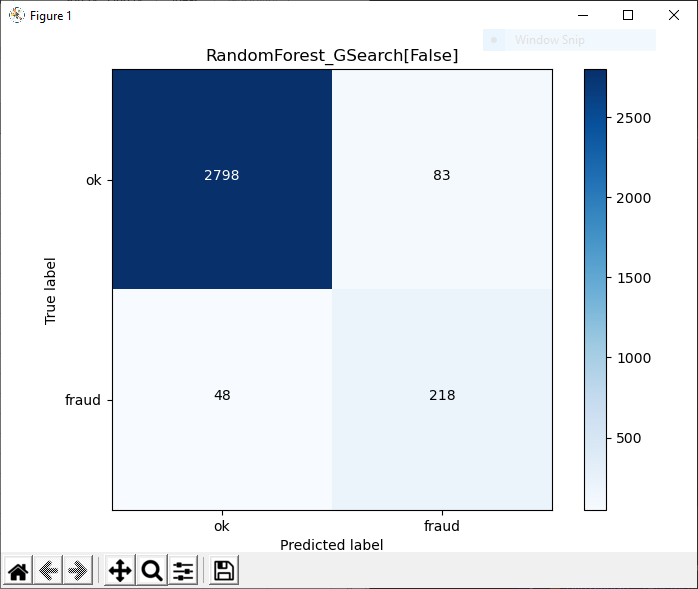 Figure 1
Window Snip
RandomForest_GSearch[False]
ok
2798
83
fraud
48
218
ok
fraud
True label
Predicted label
2500
2000
1500
1000
500